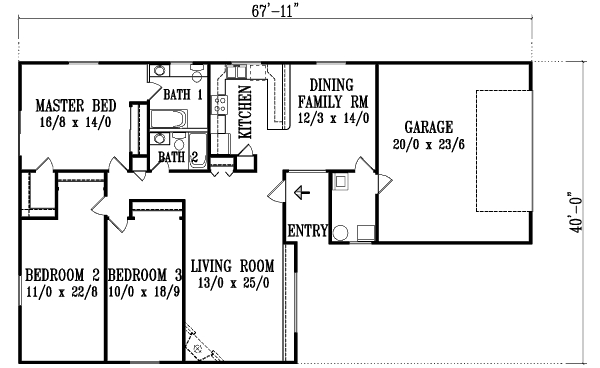 67'-11"
MASTER BED
16/8 x 14/0
BATH 1
KITCHEN
DINING
FAMILY RM
12/3 x 14/0
GARAGE
20/0 x 23/6
BATH 2
40'-0"
ENTRY
BEDROOM 2
11/0 x 22/8
BEDROOM 3
10/0 x 18/9
LIVING ROOM
13/0 x 25/0